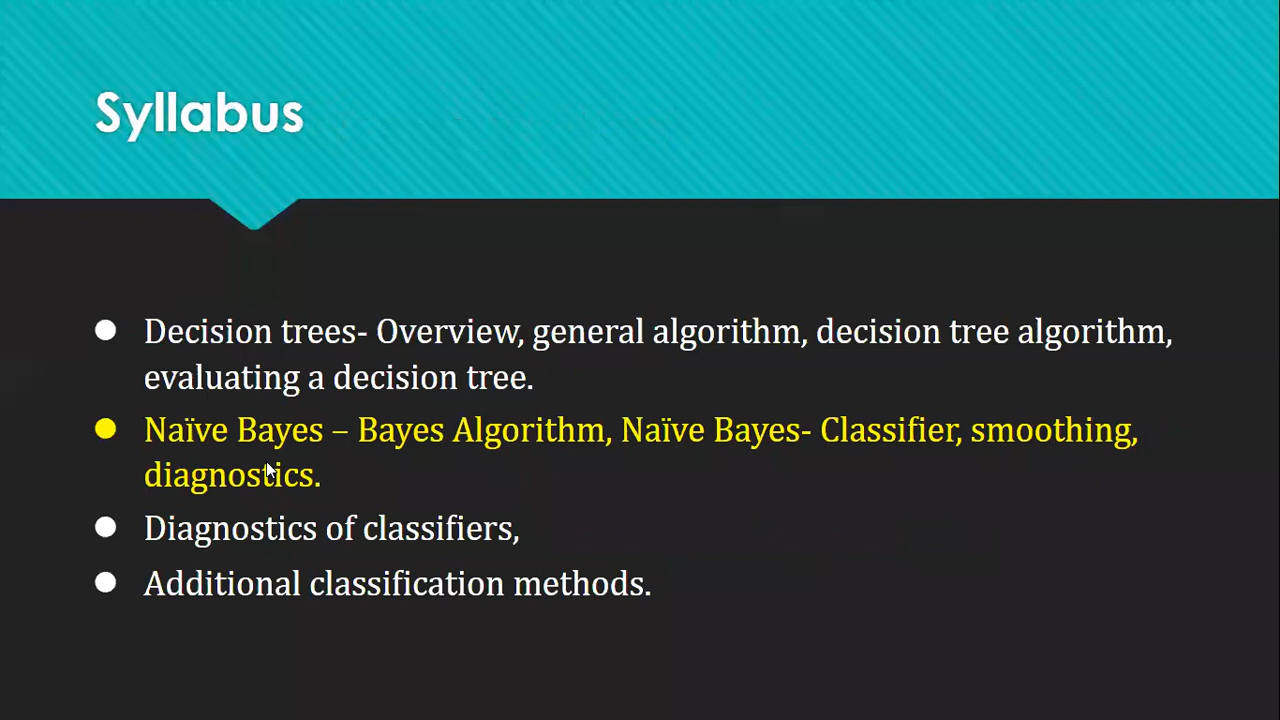 Syllabus
Decision trees- Overview, general algorithm, decision tree algorithm,
evaluating a decision tree.
Naïve Bayes – Bayes Algorithm, Naïve Bayes- Classifier, smoothing,
diagnostics.
Diagnostics of classifiers,
Additional classification methods.